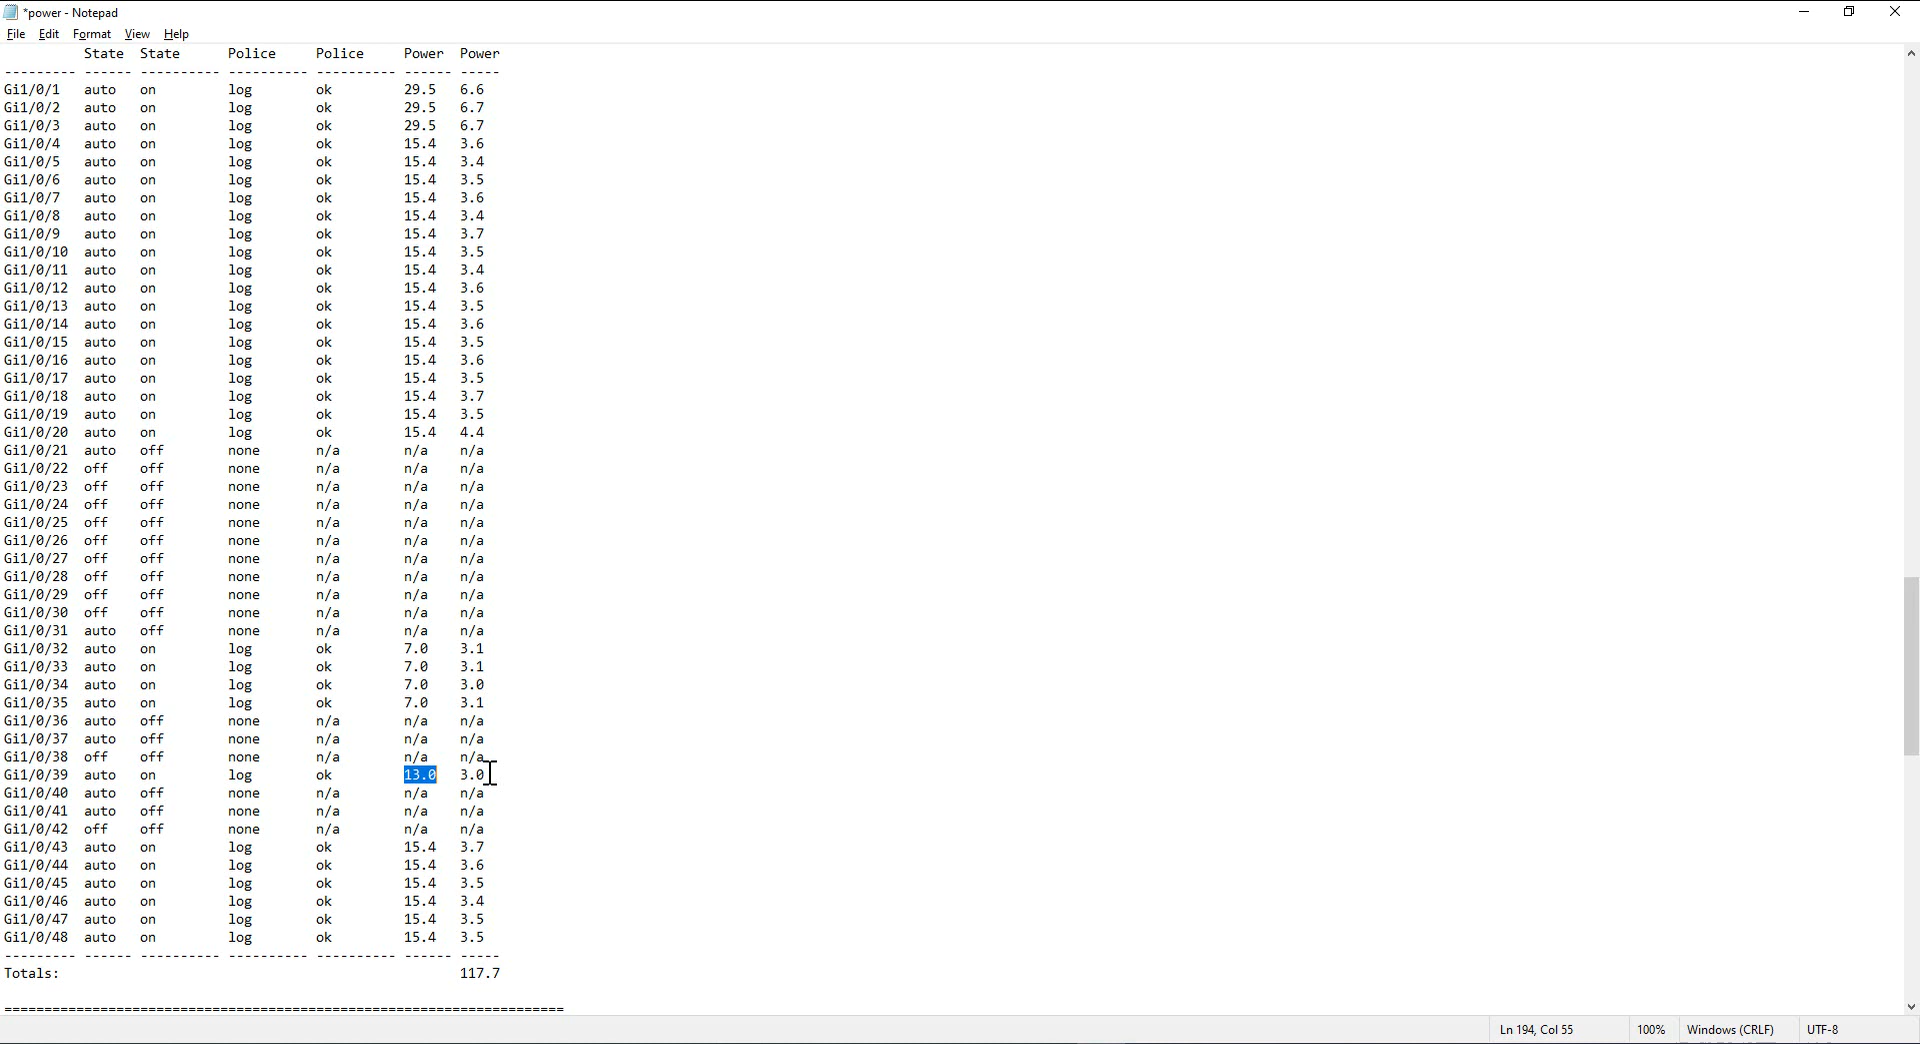 *power - Notepad
File Edit Format View Help
State State Police Police Power Power
--------- ------ ---------- ---------- ---------- ------ -----
Gi1/0/1 auto on log ok 29.5 6.6
Gi1/0/2 auto on log ok 29.5 6.7
Gi1/0/3 auto on log ok 29.5 6.7
Gi1/0/4 auto on log ok 15.4 3.6
Gi1/0/5 auto on log ok 15.4 3.4
Gi1/0/6 auto on log ok 15.4 3.5
Gi1/0/7 auto on log ok 15.4 3.6
Gi1/0/8 auto on log ok 15.4 3.4
Gi1/0/9 auto on log ok 15.4 3.7
Gi1/0/10 auto on log ok 15.4 3.5
Gi1/0/11 auto on log ok 15.4 3.4
Gi1/0/12 auto on log ok 15.4 3.6
Gi1/0/13 auto on log ok 15.4 3.5
Gi1/0/14 auto on log ok 15.4 3.6
Gi1/0/15 auto on log ok 15.4 3.5
Gi1/0/16 auto on log ok 15.4 3.6
Gi1/0/17 auto on log ok 15.4 3.5
Gi1/0/18 auto on log ok 15.4 3.7
Gi1/0/19 auto on log ok 15.4 3.5
Gi1/0/20 auto on log ok 15.4 4.4
Gi1/0/21 auto off none n/a n/a n/a
Gi1/0/22 off off none n/a n/a n/a
Gi1/0/23 off off none n/a n/a n/a
Gi1/0/24 off off none n/a n/a n/a
Gi1/0/25 off off none n/a n/a n/a
Gi1/0/26 off off none n/a n/a n/a
Gi1/0/27 off off none n/a n/a n/a
Gi1/0/28 off off none n/a n/a n/a
Gi1/0/29 off off none n/a n/a n/a
Gi1/0/30 off off none n/a n/a n/a
Gi1/0/31 auto off none n/a n/a n/a
Gi1/0/32 auto on log ok 7.0 3.1
Gi1/0/33 auto on log ok 7.0 3.1
Gi1/0/34 auto on log ok 7.0 3.0
Gi1/0/35 auto on log ok 7.0 3.1
Gi1/0/36 auto off none n/a n/a n/a
Gi1/0/37 auto off none n/a n/a n/a
Gi1/0/38 off off none n/a n/a n/a
Gi1/0/39 auto on log ok 13.0 3.0
Gi1/0/40 auto off none n/a n/a n/a
Gi1/0/41 auto off none n/a n/a n/a
Gi1/0/42 off off none n/a n/a n/a
Gi1/0/43 auto on log ok 15.4 3.7
Gi1/0/44 auto on log ok 15.4 3.6
Gi1/0/45 auto on log ok 15.4 3.5
Gi1/0/46 auto on log ok 15.4 3.4
Gi1/0/47 auto on log ok 15.4 3.5
Gi1/0/48 auto on log ok 15.4 3.5
--------- ------ ---------- ---------- ---------- ------ -----
Totals: 117.7
======================================================================
Ln 194, Col 55 100% Windows (CRLF) UTF-8